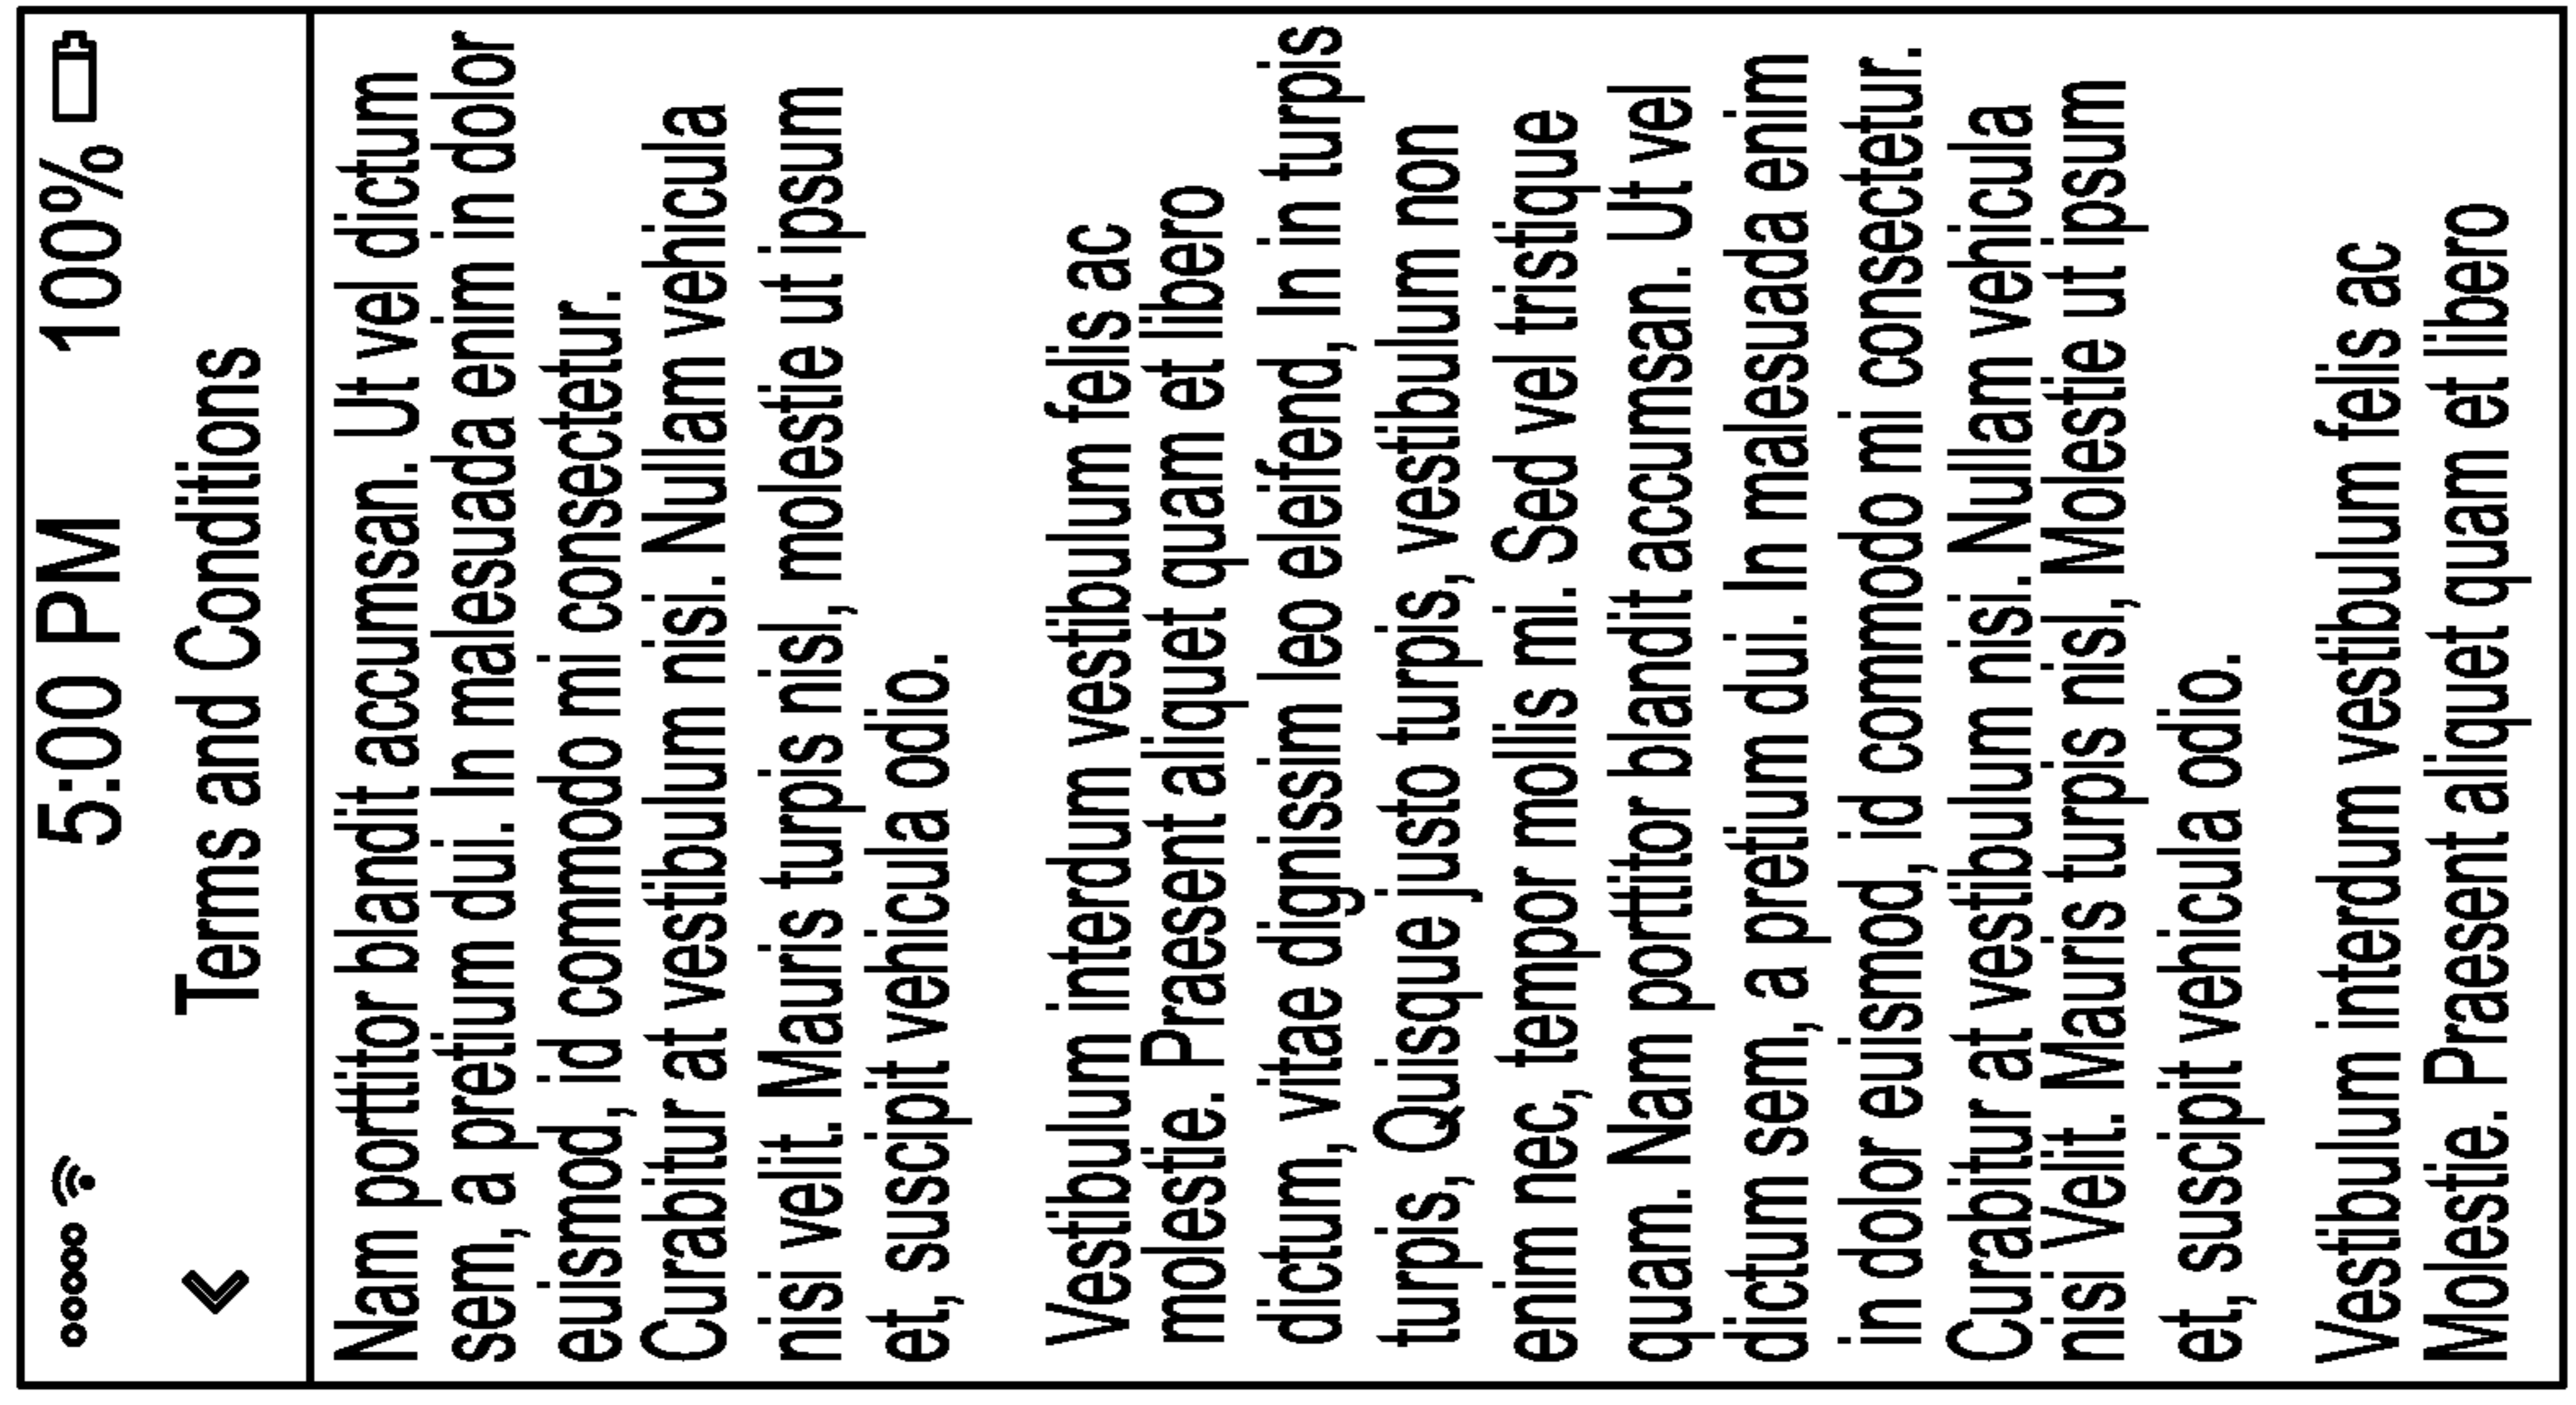 5:00 PM 100%
Terms and Conditions
Nam porttitor blandit accumsan. Ut vel dictum
sem, a pretium dui. In malesuada enim in dolor
euismod, id commodo mi consectetur.
Curabitur at vestibulum nisi. Nullam vehicula
nisi velit. Mauris turpis nisl, molestie ut ipsum
et, suscipit vehicula odio.
Vestibulum interdum vestibulum felis ac
molestie. Praesent aliquet quam et libero
dictum, vitae dignissim leo eleifend, In in turpis
turpis, Quisque justo turpis, vestibulum non
enim nec, tempor mollis mi. Sed vel tristique
quam. Nam porttitor blandit accumsan. Ut vel
dictum sem, a pretium dui. In malesuada enim
in dolor euismod, id commodo mi consectetur.
Curabitur at vestibulum nisi. Nullam vehicula
nisi Velit. Mauris turpis nisl, Molestie ut ipsum
et, suscipit vehicula odio.
Vestibulum interdum vestibulum felis ac
Molestie. Praesent aliquet quam et libero